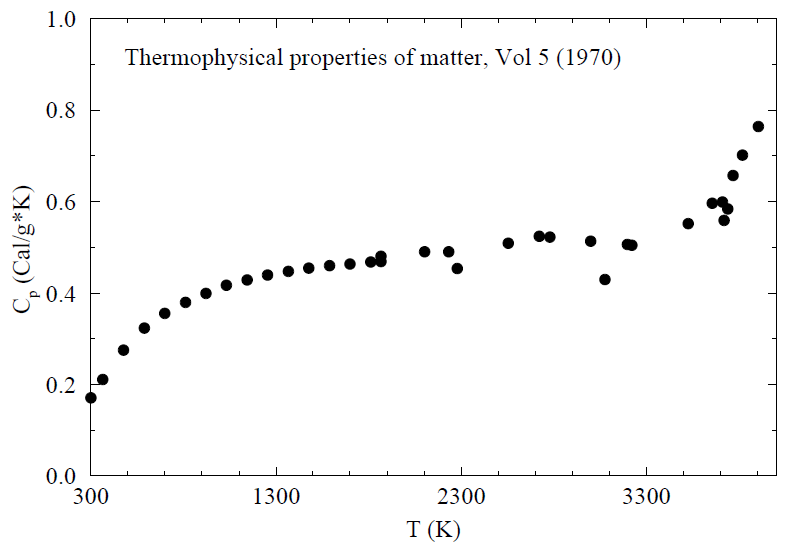 Thermophysical properties of matter, Vol 5 (1970)
1.0
0.8
0.6
0.4
0.2
0.0
Cp (Cal/g*K)
300 1300 2300 3300
T (K)